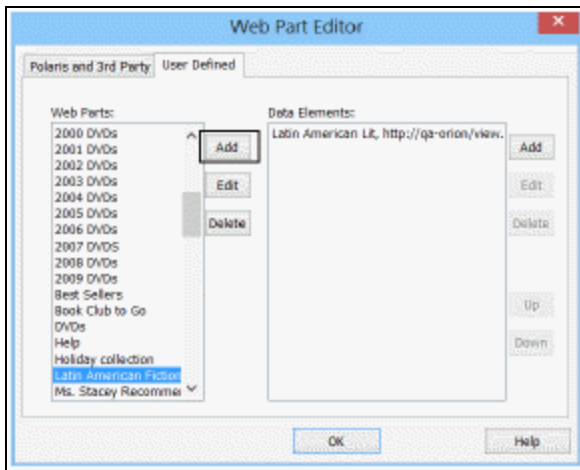 Web Part Editor
Polaris and 3rd Party
User Defined
Web Parts:
Data Elements:
2000 DVDs
2001 DVDs
2002 DVDs
2003 DVDs
2004 DVDs
2005 DVDs
2006 DVDs
2007 DVDS
2008 DVDs
2009 DVDs
Best Sellers
Book Club to Go
DVDs
Help
Holiday collection
Latin American Fiction
Ms. Stacey Recommen
Add
Edit
Delete
Latin American Lit, http://qa-orion/view.
Add
Edit
Delete
Up
Down
OK
Help